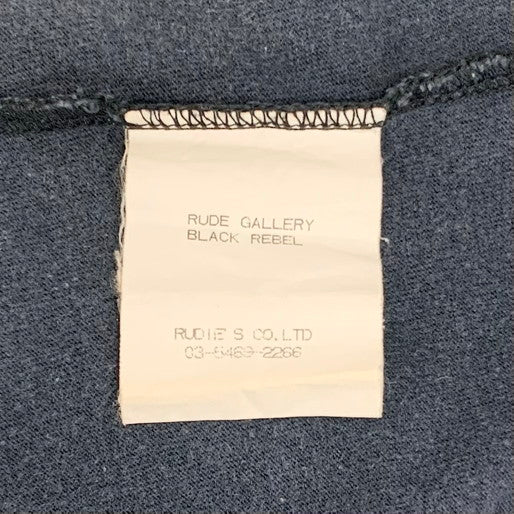 RUDE GALLERY
BLACK REBEL
RUDIE'S CO.LTD
03-5469-2266